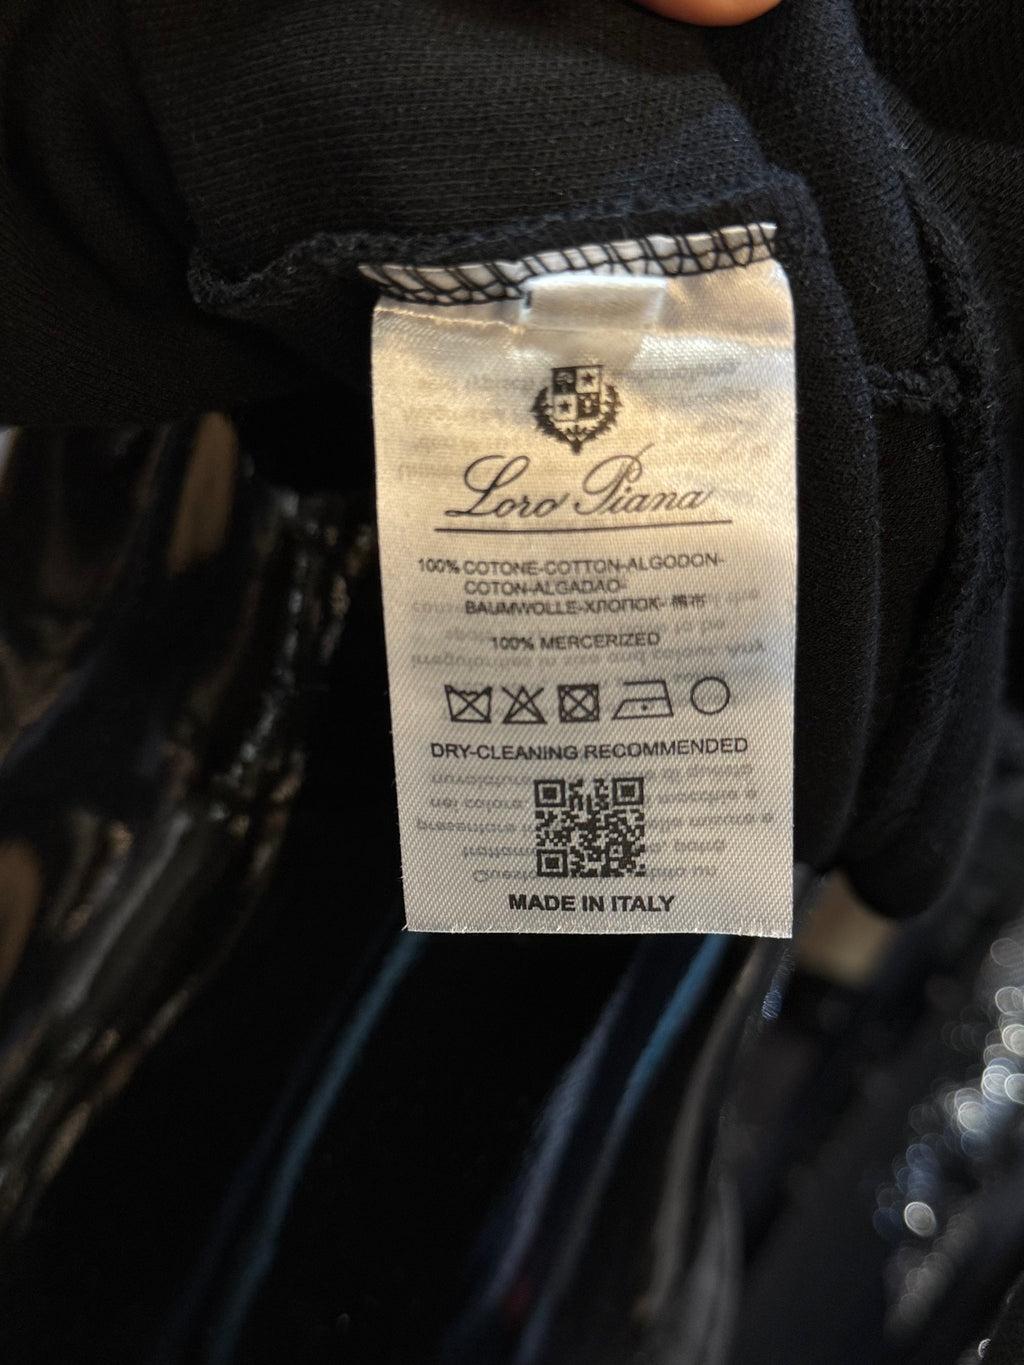 Loro Piana
100% COTONE-COTTON-ALGODON-
COTON-ALGADAO-
BAUMWOLLE-ХЛОПОК- 棉布
100% MERCERIZED
DRY-CLEANING RECOMMENDED
MADE IN ITALY